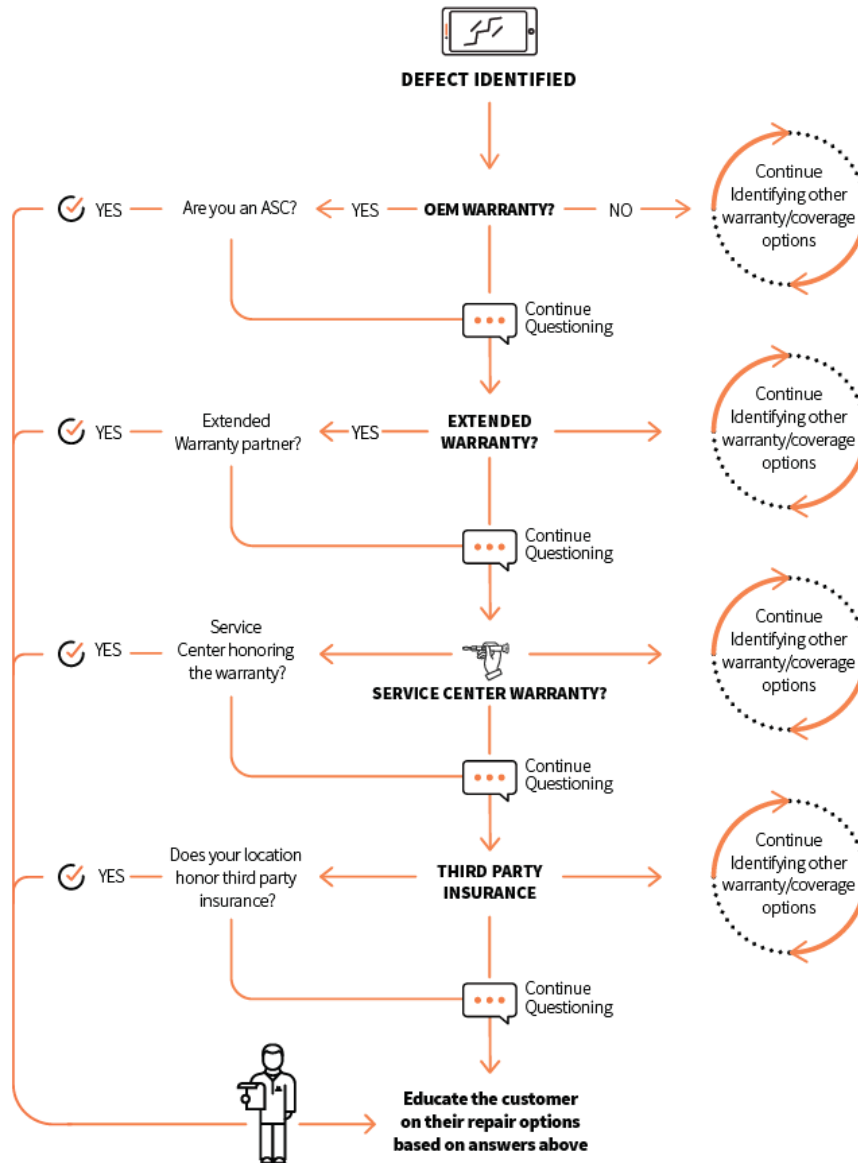 DEFECT IDENTIFIED
YES
Are you an ASC?
YES
OEM WARRANTY?
NO
Continue
Identifying other
warranty/coverage
options
Continue
Questioning
YES
Extended
Warranty partner?
YES
EXTENDED
WARRANTY?
Continue
Identifying other
warranty/coverage
options
Continue
Questioning
YES
Service
Center honoring
the warranty?
SERVICE CENTER WARRANTY?
Continue
Identifying other
warranty/coverage
options
Continue
Questioning
YES
Does your location
honor third party
insurance?
THIRD PARTY
INSURANCE
Continue
Identifying other
warranty/coverage
options
Continue
Questioning
Educate the customer
on their repair options
based on answers above